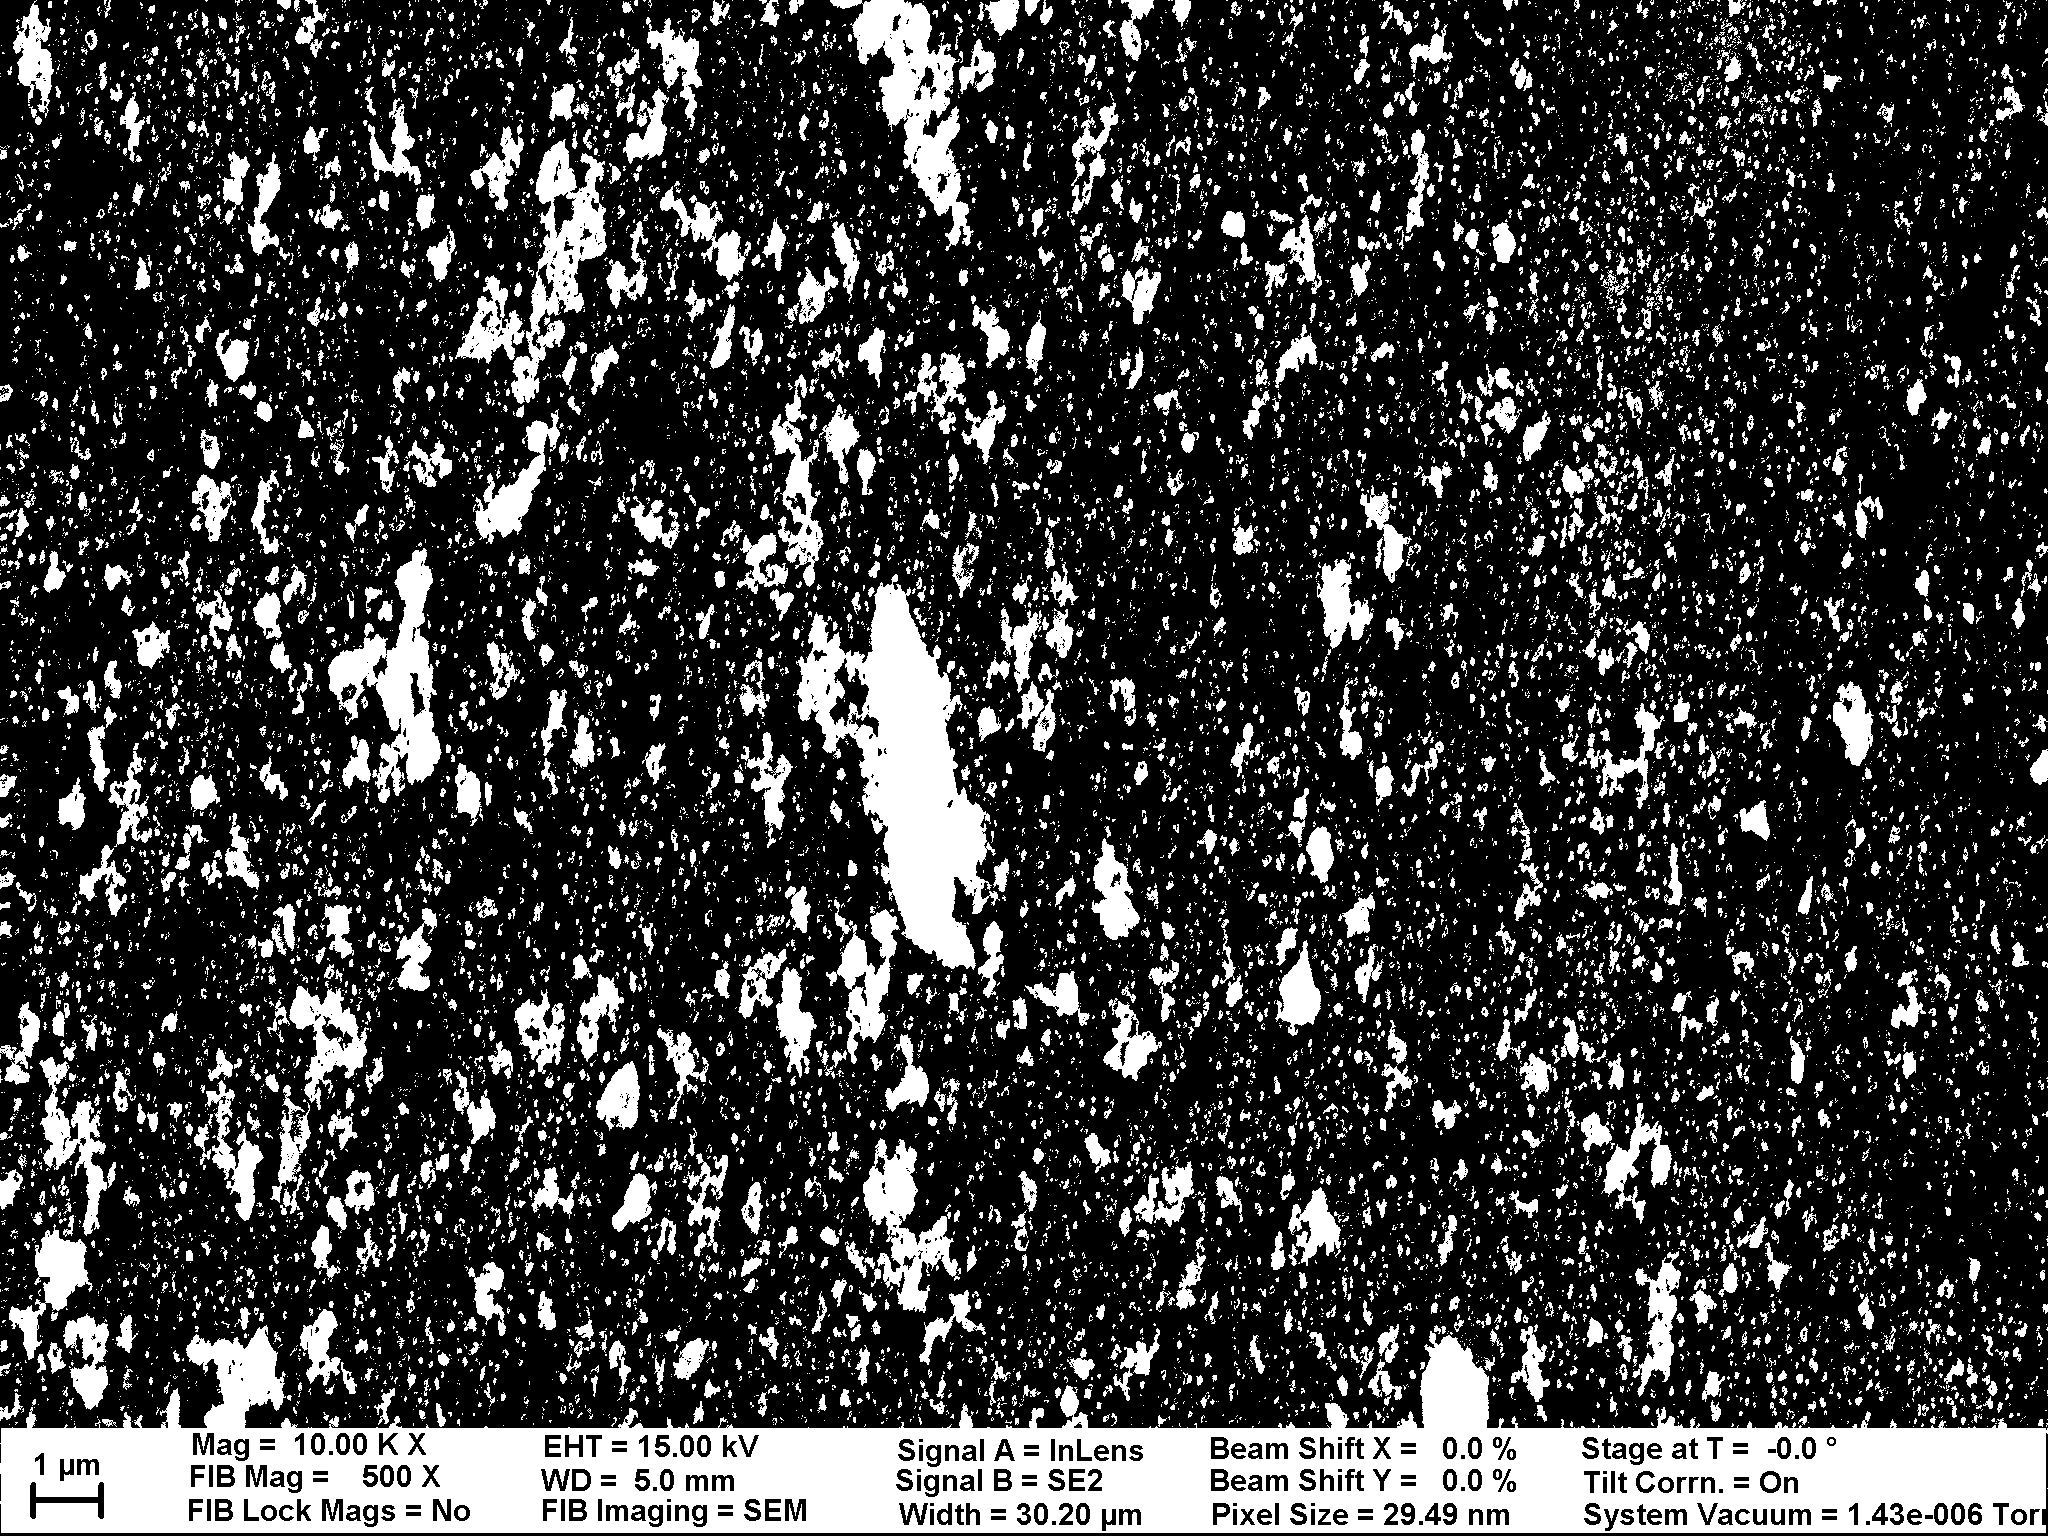 1 µm
Mag = 10.00 K X
FIB Mag = 500 X
FIB Lock Mags = No
EHT = 15.00 kV
WD = 5.0 mm
FIB Imaging = SEM
Signal A = InLens
Signal B = SE2
Width = 30.20 µm
Beam Shift X = 0.0 %
Beam Shift Y = 0.0 %
Pixel Size = 29.49 nm
Stage at T = -0.0 °
Tilt Corrn. = On
System Vacuum = 1.43e-006 Torr